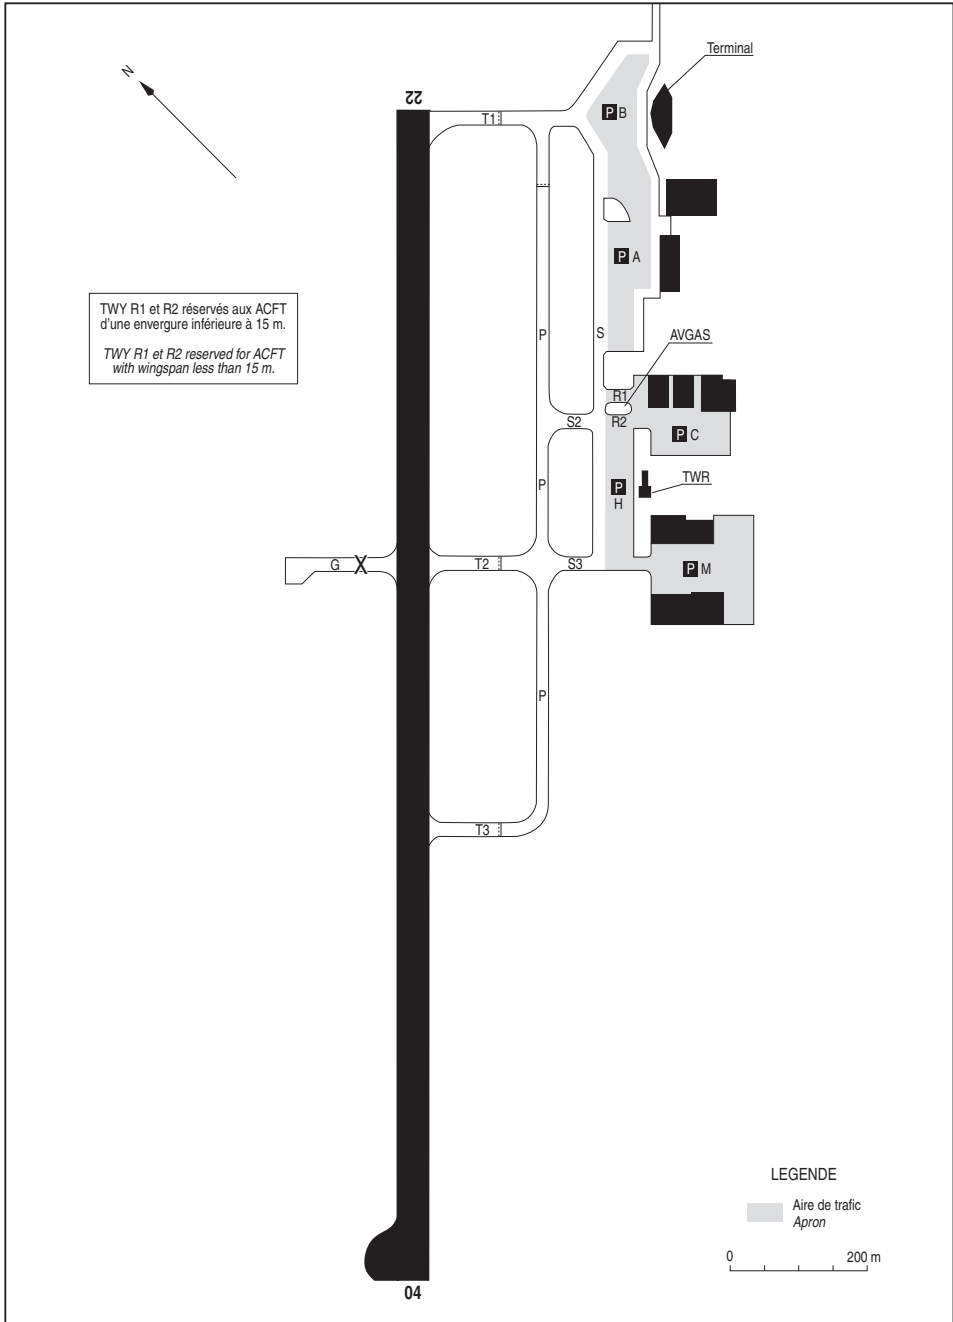 Terminal
N
22
T1
P B
P A
TWY R1 et R2 réservés aux ACFT
d'une envergure inférieure à 15 m.
TWY R1 et R2 reserved for ACFT
with wingspan less than 15 m.
P
S
AVGAS
R1
S2
R2
P C
P
P
H
TWR
G
X
T2
S3
P M
P
T3
LEGENDE
Aire de trafic
Apron
0
200 m
04